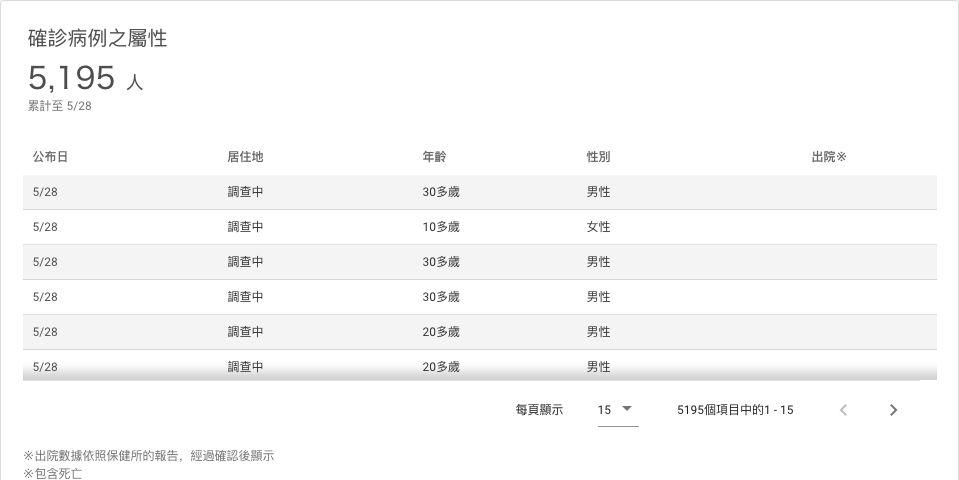 確診病例之屬性
5,195 人
累計至 5/28
公布日 居住地 年齡 性別 出院※
5/28 調查中 30多歲 男性
5/28 調查中 10多歲 女性
5/28 調查中 30多歲 男性
5/28 調查中 30多歲 男性
5/28 調查中 20多歲 男性
5/28 調查中 20多歲 男性
每頁顯示 15 5195個項目中的1 - 15
※出院數據依照保健所的報告，經過確認後顯示
※包含死亡